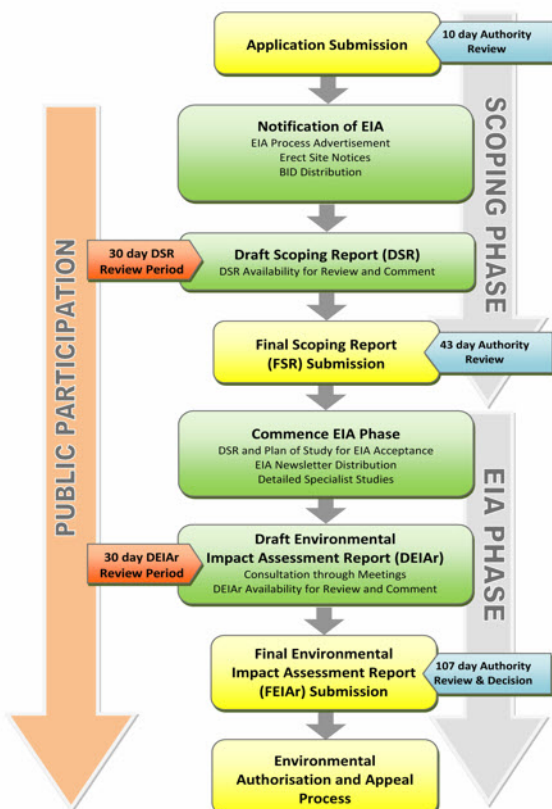 Application Submission
10 day Authority
Review
SCOPING PHASE
Notification of EIA
EIA Process Advertisement
Erect Site Notices
BID Distribution
PUBLIC PARTICIPATION
30 day DSR
Review Period
Draft Scoping Report (DSR)
DSR Availability for Review and Comment
Final Scoping Report
(FSR) Submission
43 day Authority
Review
Commence EIA Phase
DSR and Plan of Study for EIA Acceptance
EIA Newsletter Distribution
Detailed Specialist Studies
EIA PHASE
30 day DEIAr
Review Period
Draft Environmental
Impact Assessment Report (DEIAr)
Consultation through Meetings
DEIAr Availability for Review and Comment
Final Environmental
Impact Assessment Report
(FEIAr) Submission
107 day Authority
Review & Decision
Environmental
Authorisation and Appeal
Process